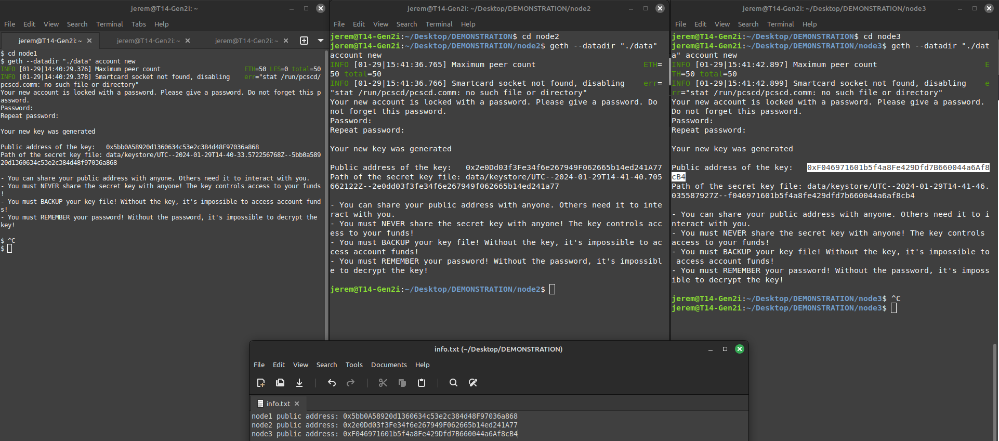 jerem@T14-Gen2i: ~
File Edit View Search Terminal Tabs Help
jerem@T14-Gen2i: ~ jerem@T14-Gen2i: ~ jerem@T14-Gen2i: ~
$ cd node1
$ geth --datadir "./data" account new
INFO [01-29|14:40:29.376] Maximum peer count ETH=50 LES=0 total=50
INFO [01-29|14:40:29.378] Smartcard socket not found, disabling err="stat /run/pcscd/
pcscd.comm: no such file or directory"
Your new account is locked with a password. Please give a password. Do not forget this p
assword.
Password:
Repeat password:
Your new key was generated
Public address of the key: 0x5bb0A58920d1360634c53e2c384d48F97036a868
Path of the secret key file: data/keystore/UTC--2024-01-29T14-40-33.572256768Z--5bb0a589
20d1360634c53e2c384d48f97036a868
- You can share your public address with anyone. Others need it to interact with you.
- You must NEVER share the secret key with anyone! The key controls access to your funds
!
- You must BACKUP your key file! Without the key, it's impossible to access account fund
s!
- You must REMEMBER your password! Without the password, it's impossible to decrypt the
key!
$ ^C
$
jerem@T14-Gen2i: ~/Desktop/DEMONSTRATION/node2
File Edit View Search Terminal Help
jerem@T14-Gen2i:~/Desktop/DEMONSTRATION$ cd node2
jerem@T14-Gen2i:~/Desktop/DEMONSTRATION/node2$ geth --datadir "./data"
account new
INFO [01-29|15:41:36.765] Maximum peer count ETH=
50 total=50
INFO [01-29|15:41:36.766] Smartcard socket not found, disabling err=
"stat /run/pcscd/pcscd.comm: no such file or directory"
Your new account is locked with a password. Please give a password. Do
not forget this password.
Password:
Repeat password:
Your new key was generated
Public address of the key: 0x2e0Dd03f3Fe34f6e267949F062665b14ed241A77
Path of the secret key file: data/keystore/UTC--2024-01-29T14-41-40.705
662122Z--2e0dd03f3fe34f6e267949f062665b14ed241a77
- You can share your public address with anyone. Others need it to inte
ract with you.
- You must NEVER share the secret key with anyone! The key controls acc
ess to your funds!
- You must BACKUP your key file! Without the key, it's impossible to ac
cess account funds!
- You must REMEMBER your password! Without the password, it's impossibl
e to decrypt the key!
jerem@T14-Gen2i:~/Desktop/DEMONSTRATION/node2$
jerem@T14-Gen2i: ~/Desktop/DEMONSTRATION/node3
File Edit View Search Terminal Help
jerem@T14-Gen2i:~/Desktop/DEMONSTRATION$ cd node3
jerem@T14-Gen2i:~/Desktop/DEMONSTRATION/node3$ geth --datadir "./dat
a" account new
INFO [01-29|15:41:42.897] Maximum peer count E
TH=50 total=50
INFO [01-29|15:41:42.899] Smartcard socket not found, disabling e
rr="stat /run/pcscd/pcscd.comm: no such file or directory"
Your new account is locked with a password. Please give a password.
Do not forget this password.
Password:
Repeat password:
Your new key was generated
Public address of the key: 0xF046971601b5f4a8Fe429Dfd7B660044a6Af8
cB4
Path of the secret key file: data/keystore/UTC--2024-01-29T14-41-46.
035587927Z--f046971601b5f4a8fe429dfd7b660044a6af8cb4
- You can share your public address with anyone. Others need it to i
nteract with you.
- You must NEVER share the secret key with anyone! The key controls
access to your funds!
- You must BACKUP your key file! Without the key, it's impossible to
access account funds!
- You must REMEMBER your password! Without the password, it's imposs
ible to decrypt the key!
jerem@T14-Gen2i:~/Desktop/DEMONSTRATION/node3$ ^C
jerem@T14-Gen2i:~/Desktop/DEMONSTRATION/node3$
info.txt (~/Desktop/DEMONSTRATION)
File Edit View Search Tools Documents Help
info.txt
node1 public address: 0x5bb0A58920d1360634c53e2c384d48F97036a868
node2 public address: 0x2e0Dd03f3Fe34f6e267949F062665b14ed241A77
node3 public address: 0xF046971601b5f4a8Fe429Dfd7B660044a6Af8cB4